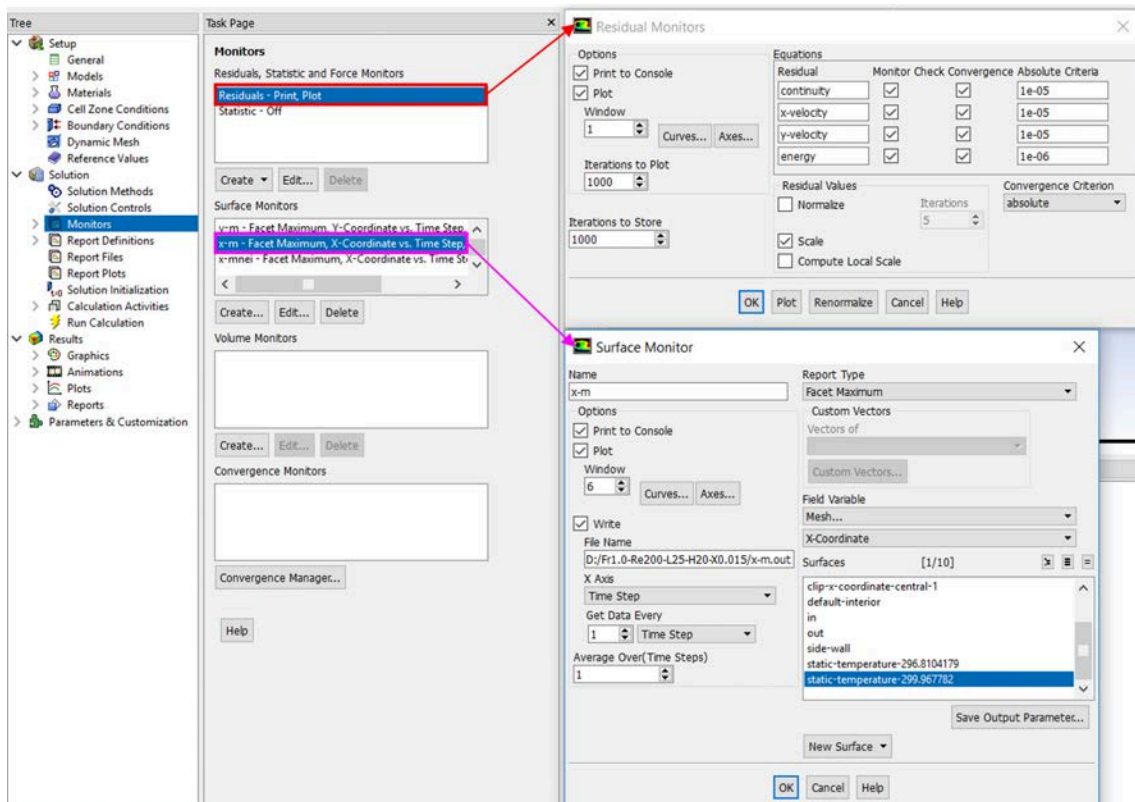 Tree
Setup
General
Models
Materials
Cell Zone Conditions
Boundary Conditions
Dynamic Mesh
Reference Values
Solution
Solution Methods
Solution Controls
Monitors
Report Definitions
Report Files
Report Plots
Solution Initialization
Calculation Activities
Run Calculation
Results
Graphics
Animations
Plots
Reports
Parameters & Customization
Task Page
Monitors
Residuals, Statistic and Force Monitors
Residuals - Print, Plot
Statistic - Off
Create Edit... Delete
Surface Monitors
y-m - Facet Maximum, Y-Coordinate vs. Time Step,
x-m - Facet Maximum, X-Coordinate vs. Time Step,
x-mnei - Facet Maximum, X-Coordinate vs. Time St
Create... Edit... Delete
Volume Monitors
Create... Edit... Delete
Convergence Monitors
Convergence Manager...
Help
Residual Monitors
Options
Print to Console
Plot
Window
1 Curves... Axes...
Iterations to Plot
1000
Iterations to Store
1000
Equations
Residual Monitor Check Convergence Absolute Criteria
continuity 1e-05
x-velocity 1e-05
y-velocity 1e-05
energy 1e-06
Residual Values
Normalize
Iterations
5
Scale
Compute Local Scale
Convergence Criterion
absolute
OK Plot Renormalize Cancel Help
Surface Monitor
Name
x-m
Options
Print to Console
Plot
Window
6 Curves... Axes...
Write
File Name
D:/Fr1.0-Re200-L25-H20-X0.015/x-m.out
X Axis
Time Step
Get Data Every
1 Time Step
Average Over(Time Steps)
1
Report Type
Facet Maximum
Custom Vectors
Vectors of
Custom Vectors...
Field Variable
Mesh...
X-Coordinate
Surfaces [1/10]
clip-x-coordinate-central-1
default-interior
in
out
side-wall
static-temperature-296.8104179
static-temperature-299.967782
Save Output Parameter...
New Surface
OK Cancel Help